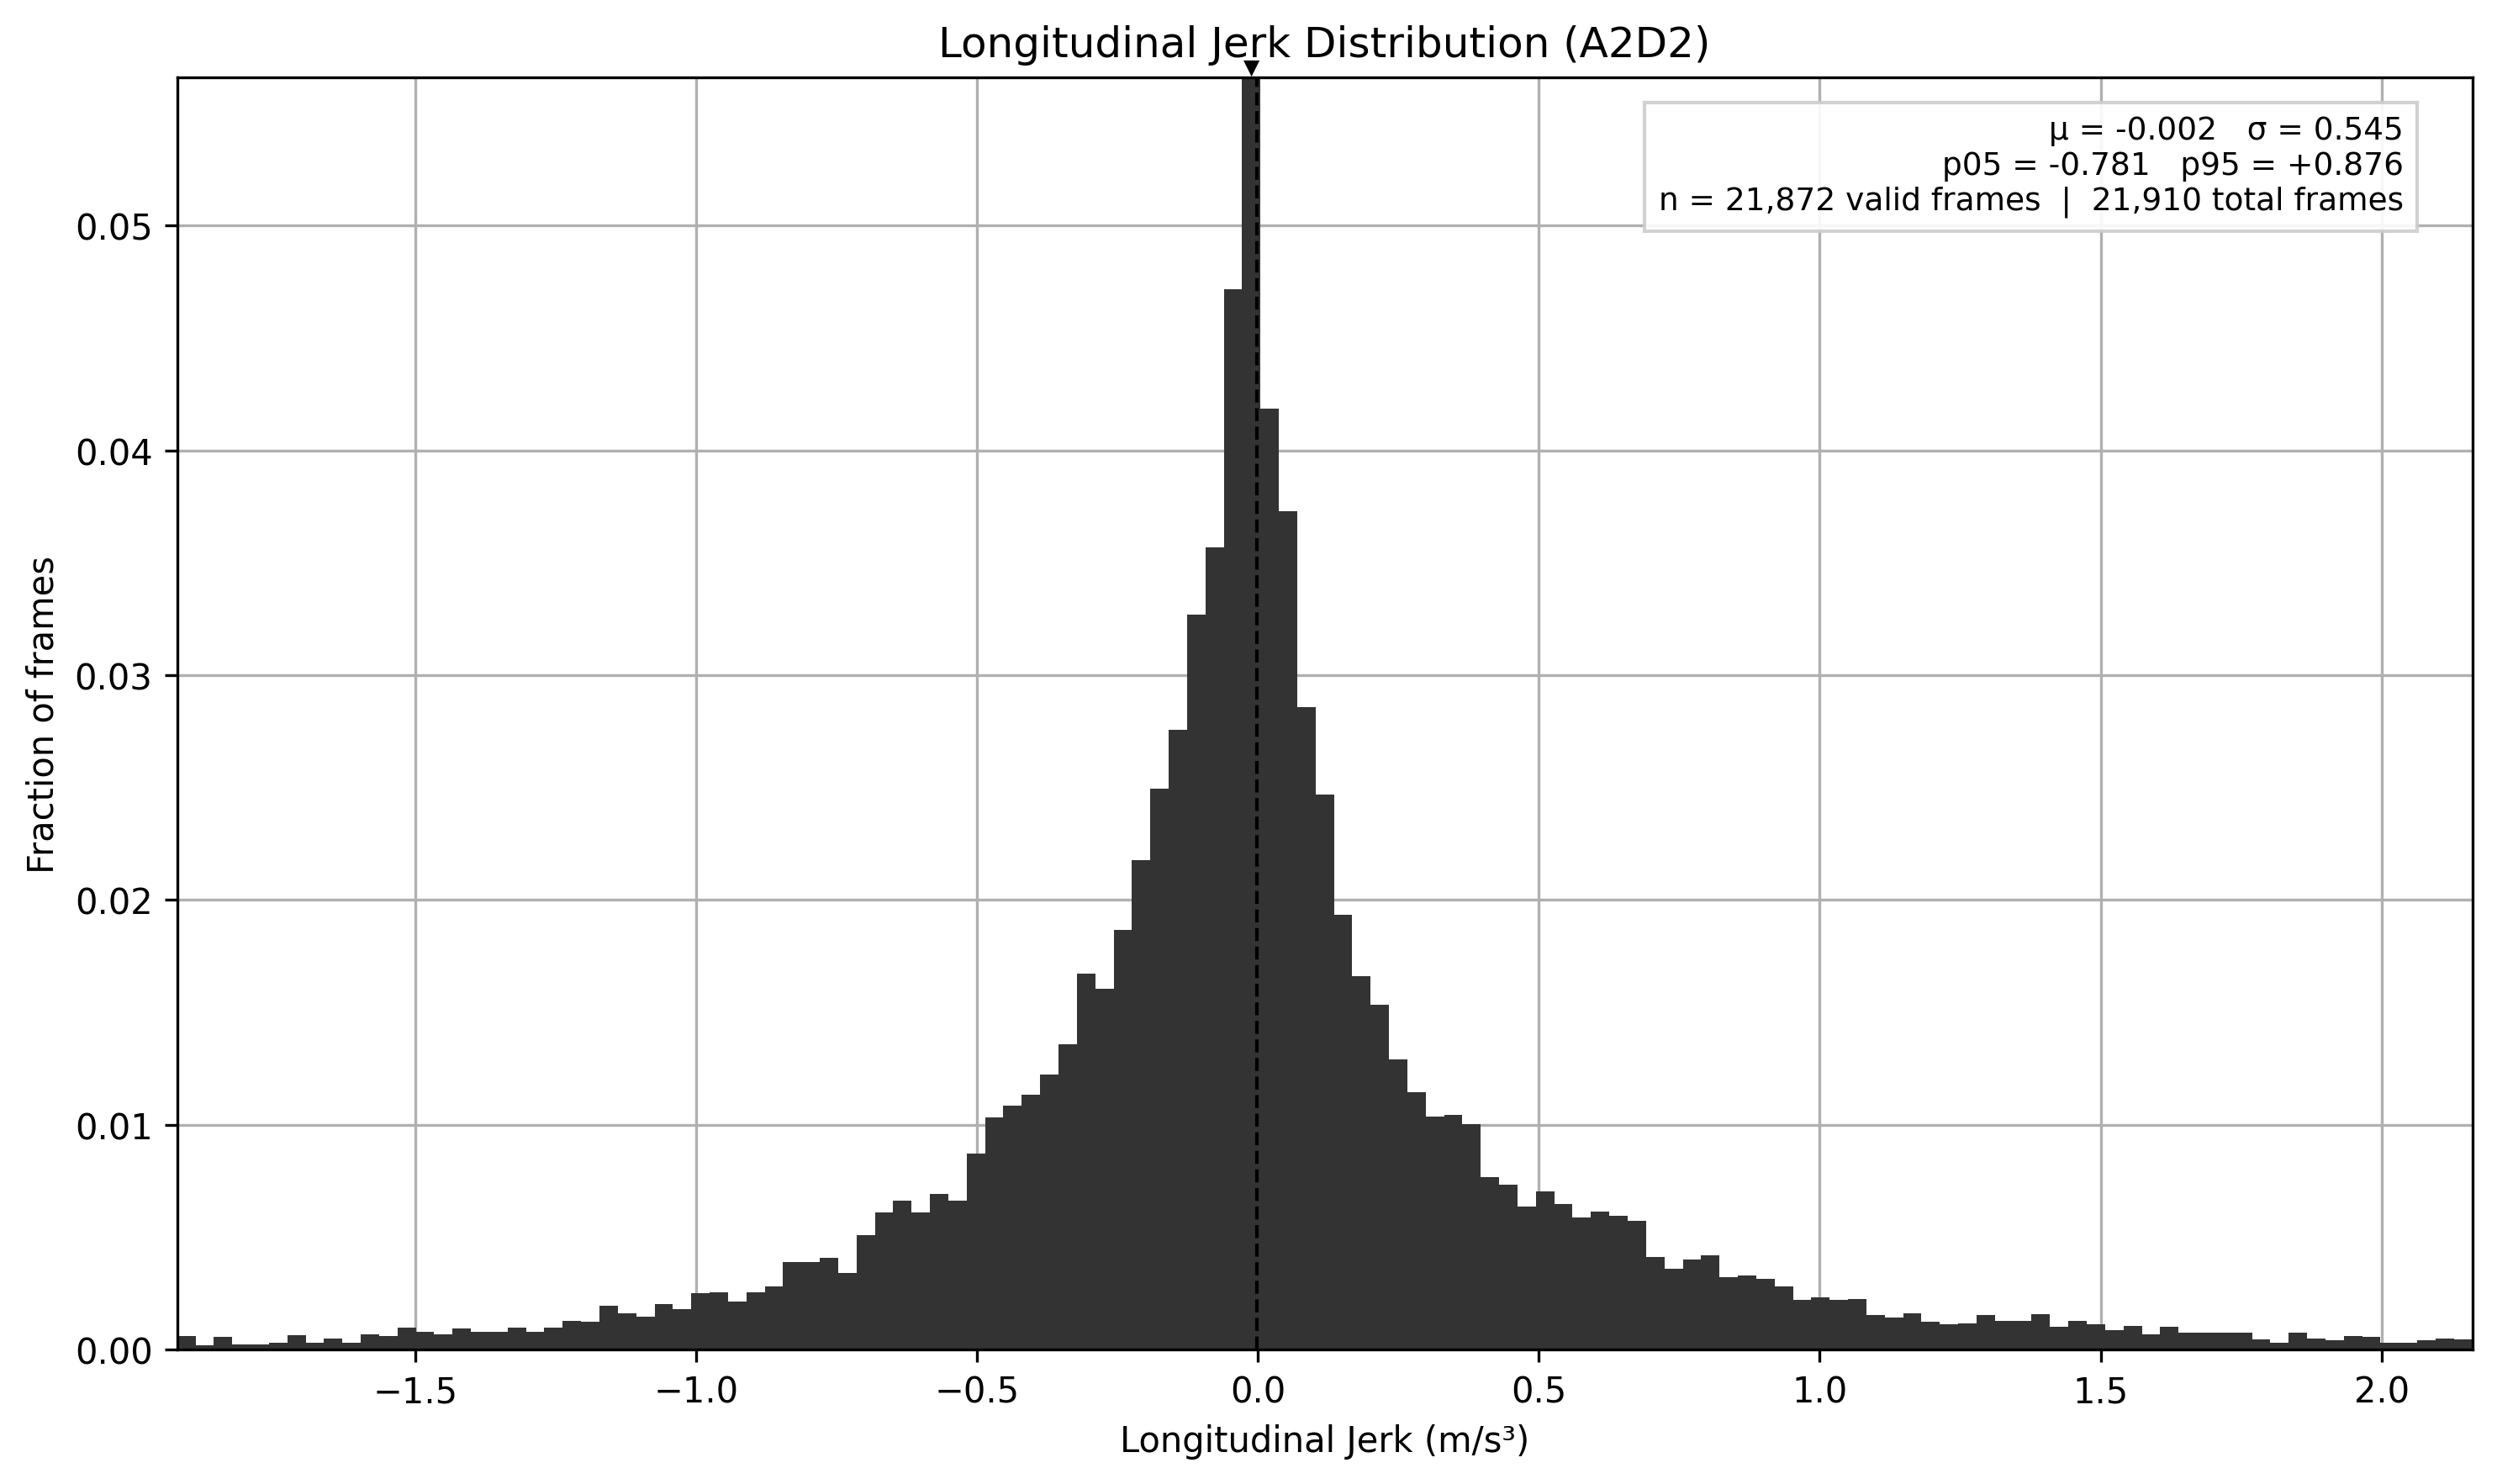 Longitudinal Jerk Distribution (A2D2)
μ = -0.002   σ = 0.545
p05 = -0.781   p95 = +0.876
n = 21,872 valid frames  |  21,910 total frames
0.05
0.04
0.03
0.02
0.01
0.00
Fraction of frames
−1.5 −1.0 −0.5 0.0 0.5 1.0 1.5 2.0
Longitudinal Jerk (m/s³)